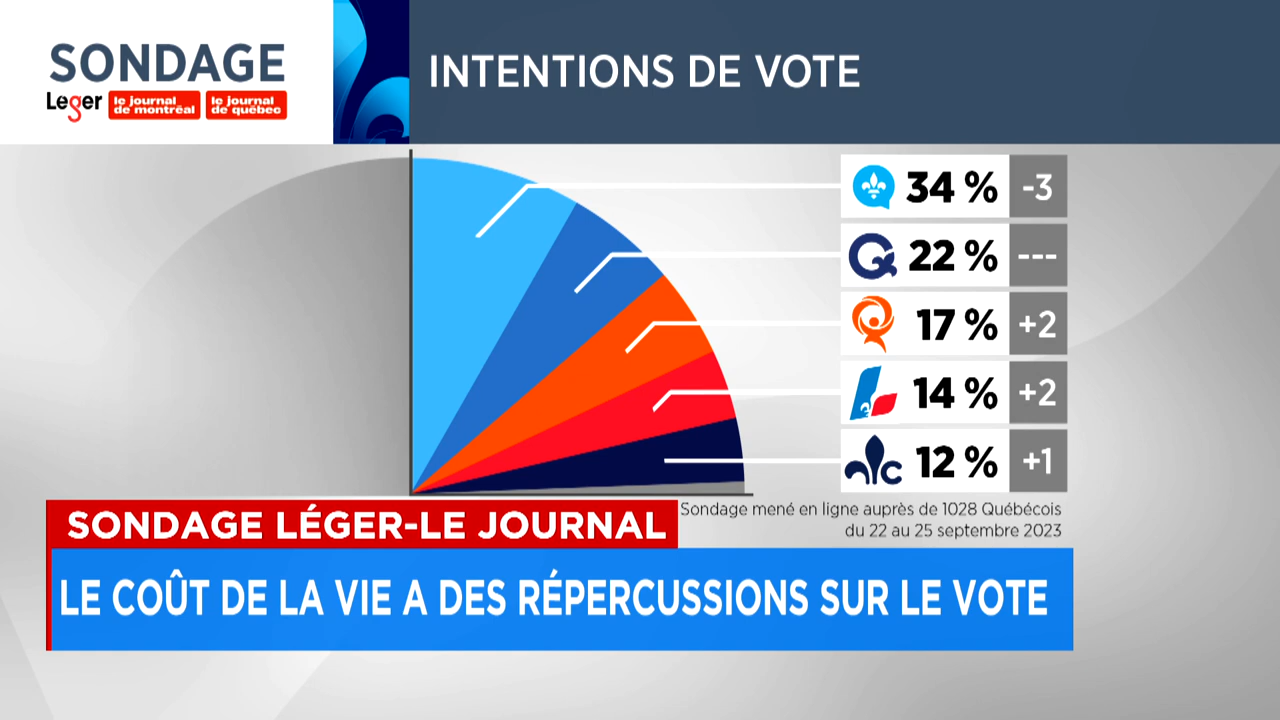 SONDAGE
Léger le journal de montréal le journal de québec
INTENTIONS DE VOTE
34 % -3
Q 22 % ---
17 % +2
14 % +2
C 12 % +1
Sondage mené en ligne auprès de 1028 Québécois
du 22 au 25 septembre 2023
SONDAGE LÉGER-LE JOURNAL
LE COÛT DE LA VIE A DES RÉPERCUSSIONS SUR LE VOTE